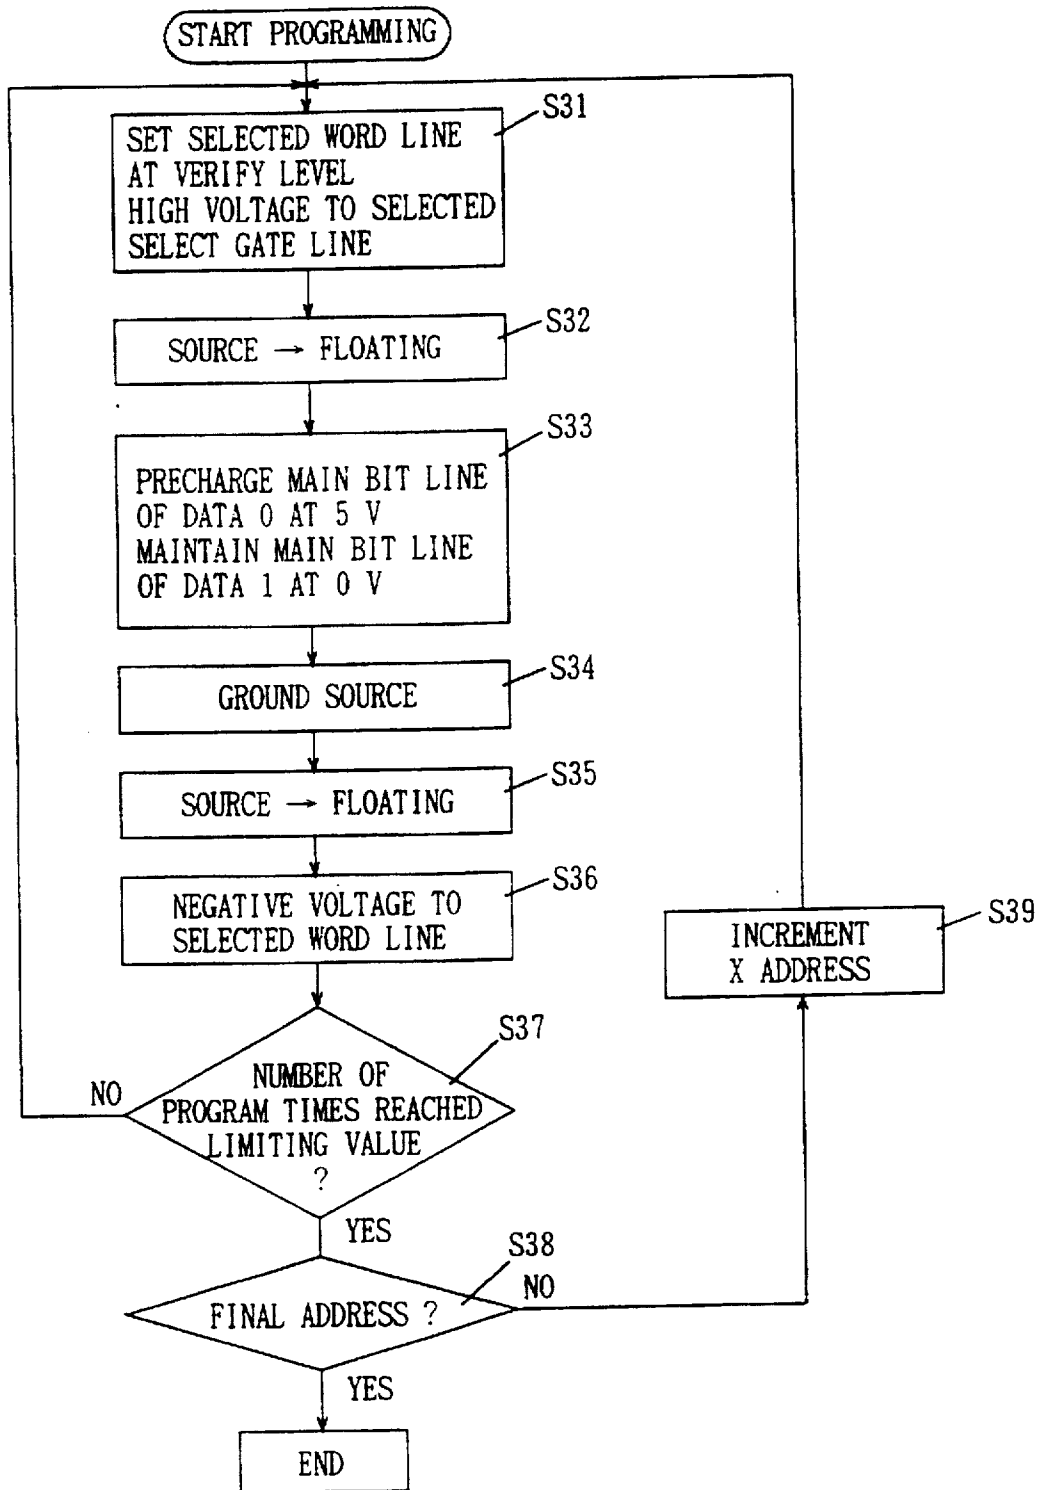 START PROGRAMMING
S31
SET SELECTED WORD LINE
AT VERIFY LEVEL
HIGH VOLTAGE TO SELECTED
SELECT GATE LINE
S32
SOURCE → FLOATING
S33
PRECHARGE MAIN BIT LINE
OF DATA 0 AT 5 V
MAINTAIN MAIN BIT LINE
OF DATA 1 AT 0 V
S34
GROUND SOURCE
S35
SOURCE → FLOATING
S36
NEGATIVE VOLTAGE TO
SELECTED WORD LINE
S39
INCREMENT
X ADDRESS
S37
NUMBER OF
PROGRAM TIMES REACHED
LIMITING VALUE
?
NO
YES
S38
FINAL ADDRESS ?
NO
YES
END